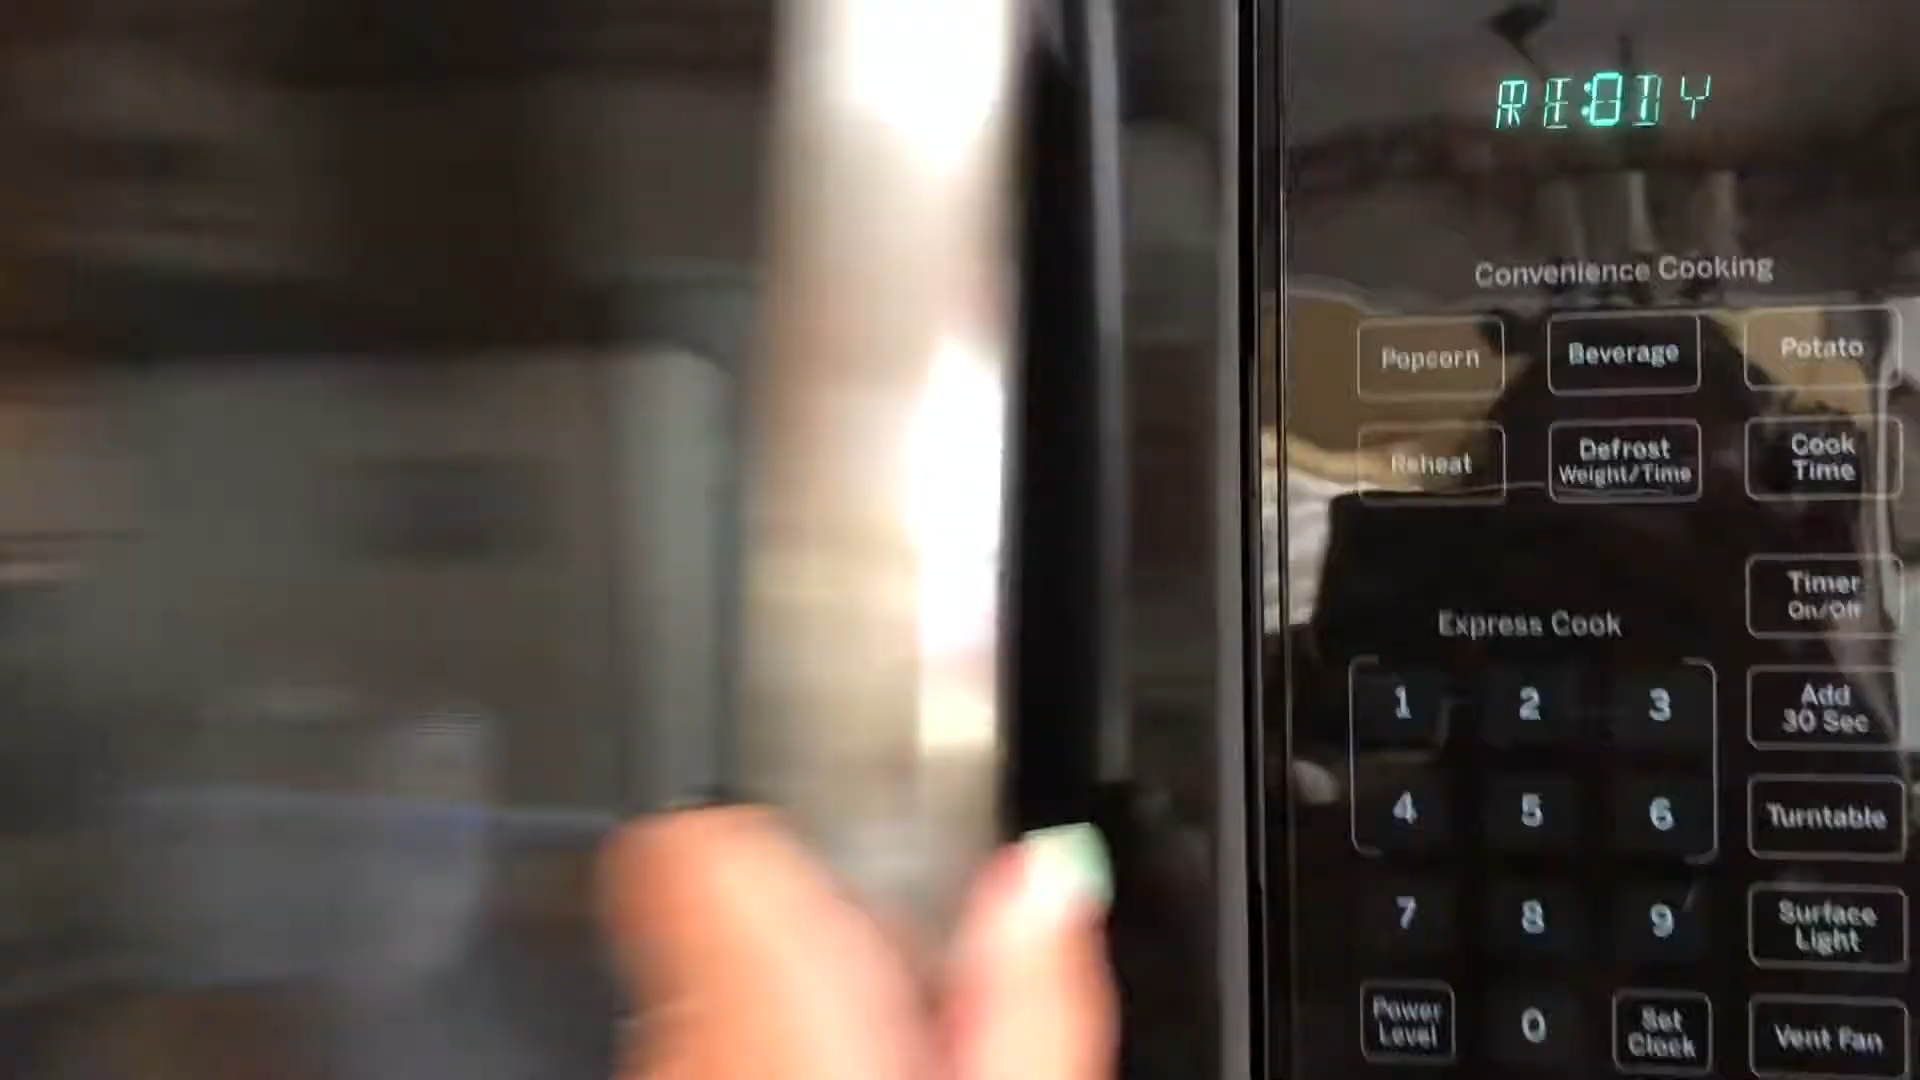 Convenience Cooking
Popcorn
Beverage
Potato
Reheat
Defrost
Weight/Time
Cook
Time
Timer
On/Off
Express Cook
1 2 3
Add
30 Sec
4 5 6
Turntable
7 8 9
Surface
Light
Power
Level
0
Set
Clock
Vent Fan